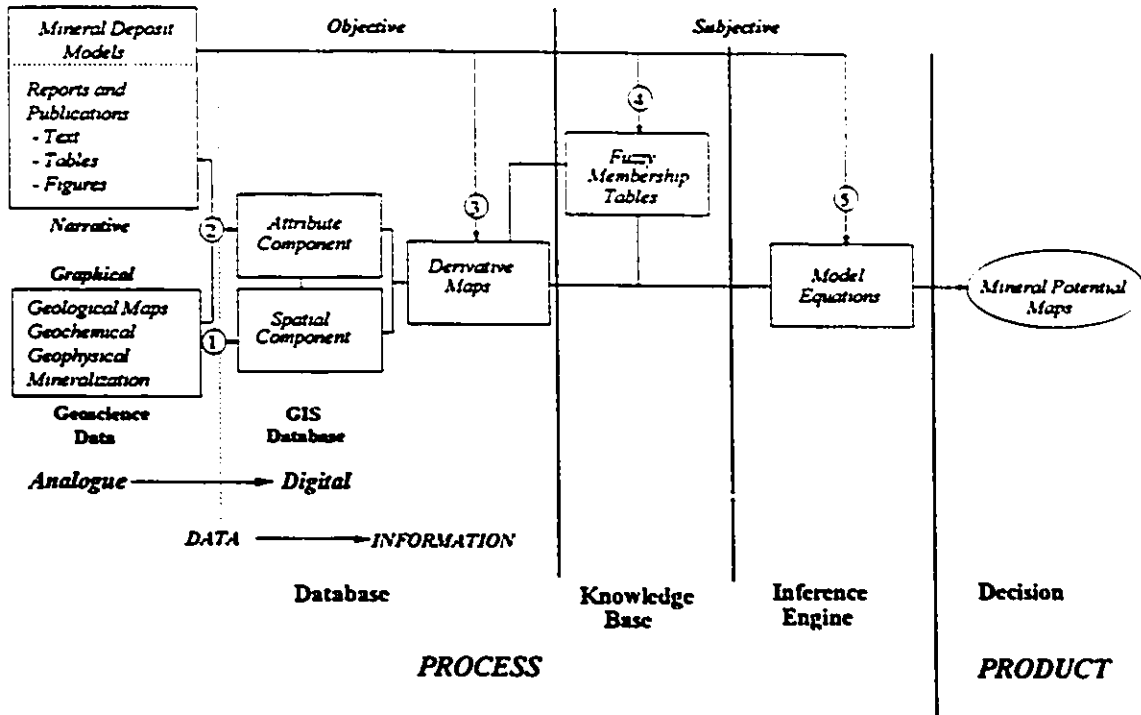 Mineral Deposit
Models
Reports and
Publications
- Text
- Tables
- Figures
Narrative
Graphical
Geological Maps
Geochemical
Geophysical
Mineralization
Geoscience
Data
Objective
Subjective
1
2
3
4
5
Attribute
Component
Spatial
Component
GIS
Database
Derivative
Maps
Fuzzy
Membership
Tables
Model
Equations
Mineral Potential
Maps
Analogue
Digital
DATA
INFORMATION
Database
Knowledge
Base
Inference
Engine
Decision
PROCESS
PRODUCT